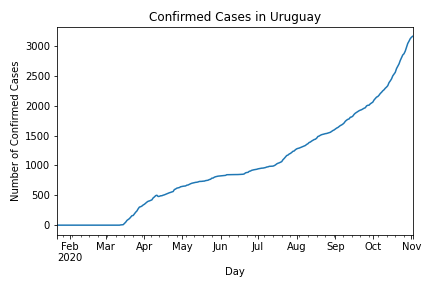 Confirmed Cases in Uruguay
Number of Confirmed Cases
3000
2500
2000
1500
1000
500
0
Feb Mar Apr May Jun Jul Aug Sep Oct Nov
2020
Day